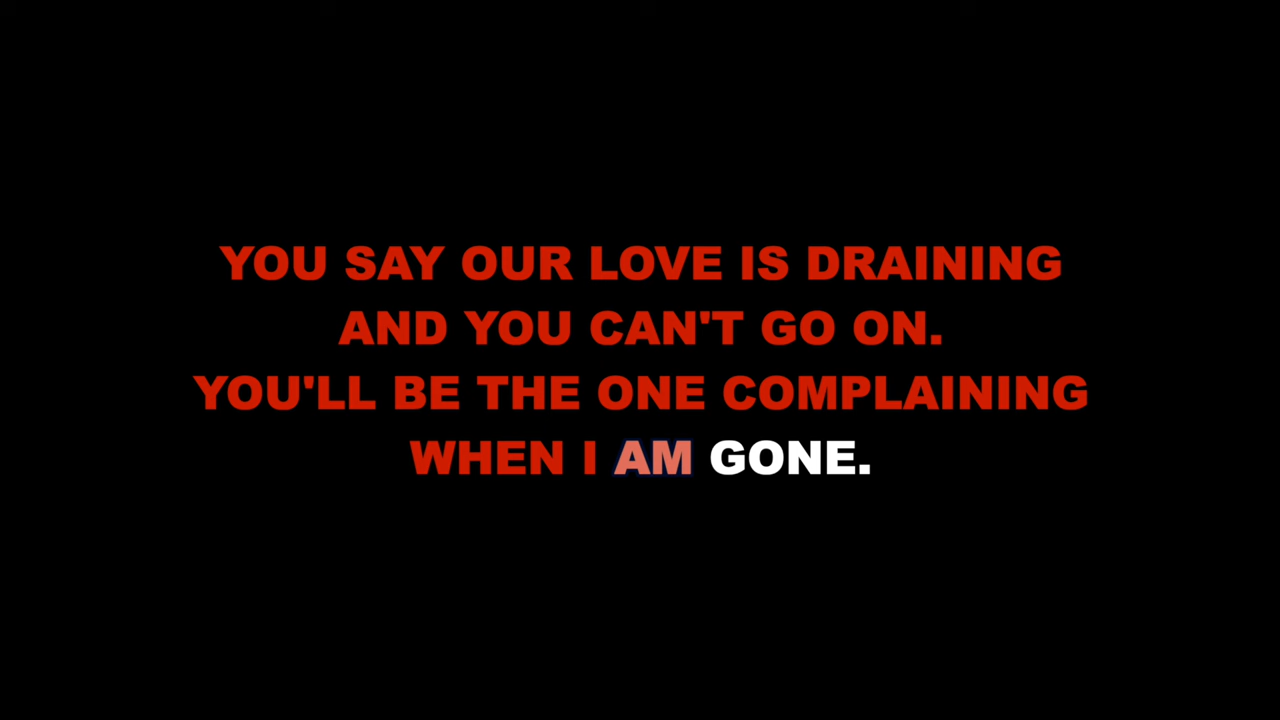 YOU SAY OUR LOVE IS DRAINING
AND YOU CAN'T GO ON.
YOU'LL BE THE ONE COMPLAINING
WHEN I AM GONE.